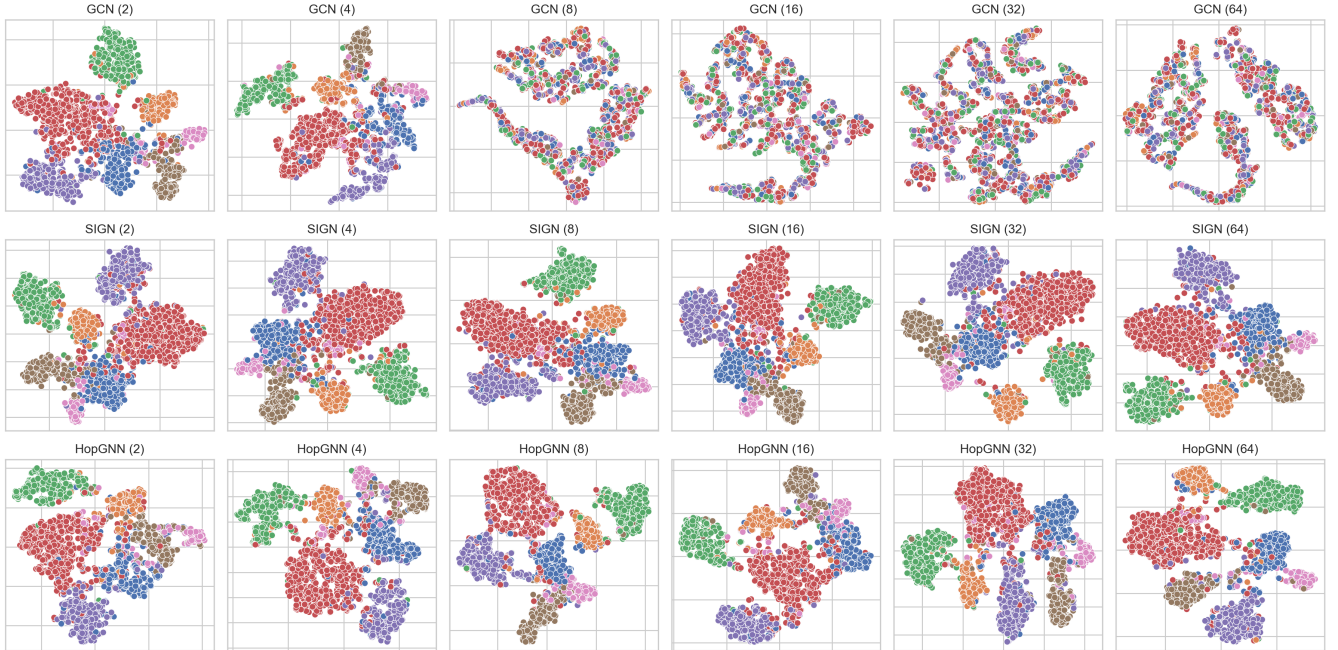 GCN (2)
GCN (4)
GCN (8)
GCN (16)
GCN (32)
GCN (64)
SIGN (2)
SIGN (4)
SIGN (8)
SIGN (16)
SIGN (32)
SIGN (64)
HopGNN (2)
HopGNN (4)
HopGNN (8)
HopGNN (16)
HopGNN (32)
HopGNN (64)